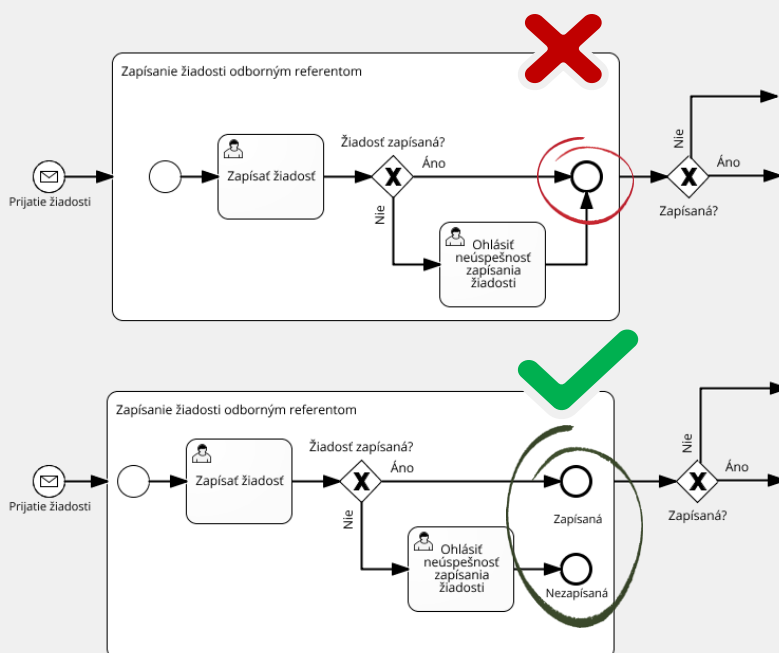 Zapísanie žiadosti odborným referentom
Žiadosť zapísaná?
Áno
Nie
Zapísať žiadosť
Prijatie žiadosti
Nie
Áno
Zapísaná?
Ohlásiť
neúspešnosť
zapísania
žiadosti
Zapísanie žiadosti odborným referentom
Žiadosť zapísaná?
Áno
Nie
Zapísať žiadosť
Prijatie žiadosti
Nie
Áno
Zapísaná
Zapísaná?
Ohlásiť
neúspešnosť
zapísania
žiadosti
Nezapísaná